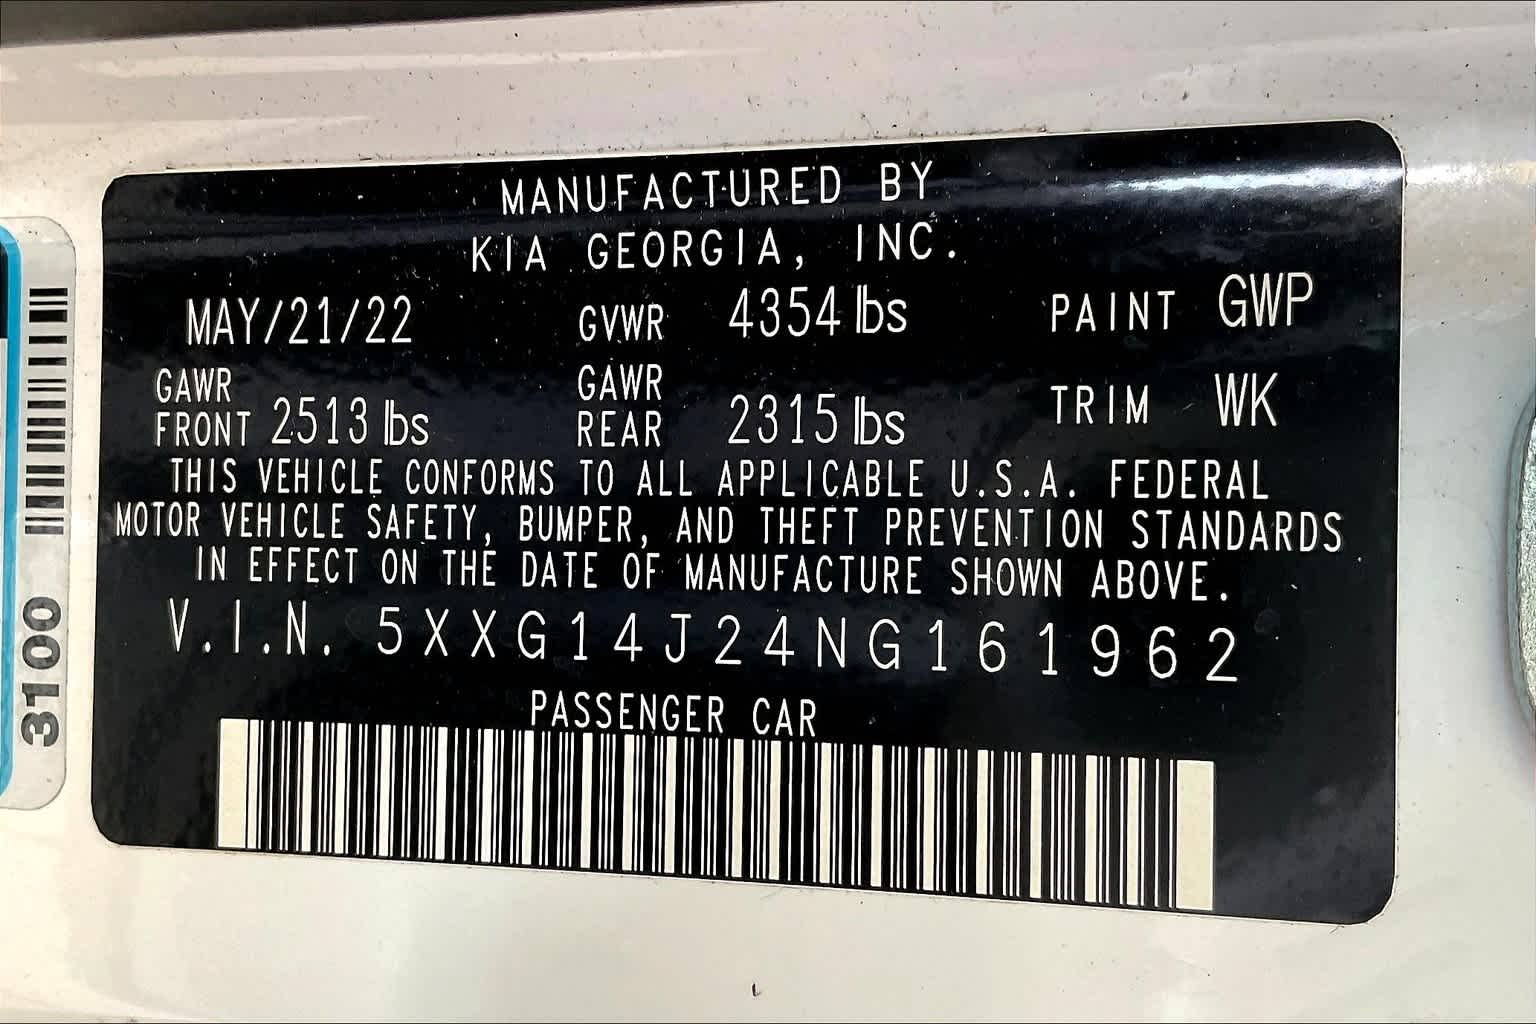 MANUFACTURED BY
KIA GEORGIA, INC.
MAY/21/22 GVWR 4354 lbs PAINT GWP
GAWR FRONT 2513 lbs GAWR REAR 2315 lbs TRIM WK
THIS VEHICLE CONFORMS TO ALL APPLICABLE U.S.A. FEDERAL
MOTOR VEHICLE SAFETY, BUMPER, AND THEFT PREVENTION STANDARDS
IN EFFECT ON THE DATE OF MANUFACTURE SHOWN ABOVE.
V.I.N. 5XXG14J24NG161962
PASSENGER CAR
3100